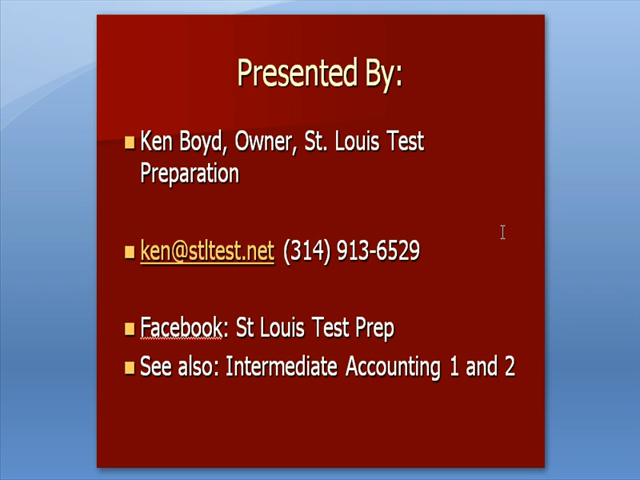 Presented By:
Ken Boyd, Owner, St. Louis Test
Preparation
ken@stltest.net (314) 913-6529
Facebook: St Louis Test Prep
See also: Intermediate Accounting 1 and 2